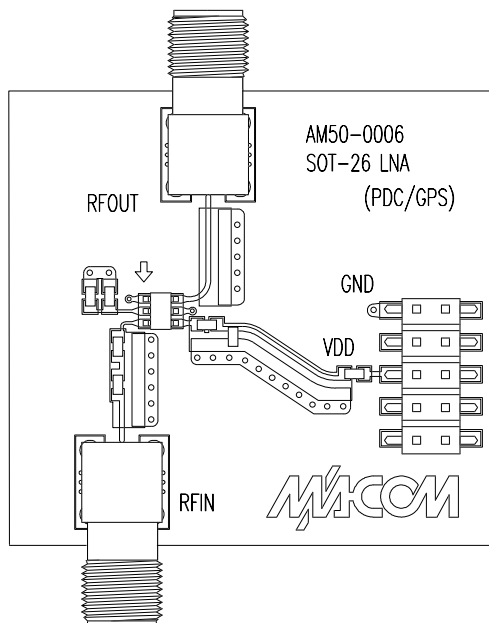 AM50-0006
SOT-26 LNA
(PDC/GPS)
RFOUT
GND
VDD
RFIN
M/A-COM